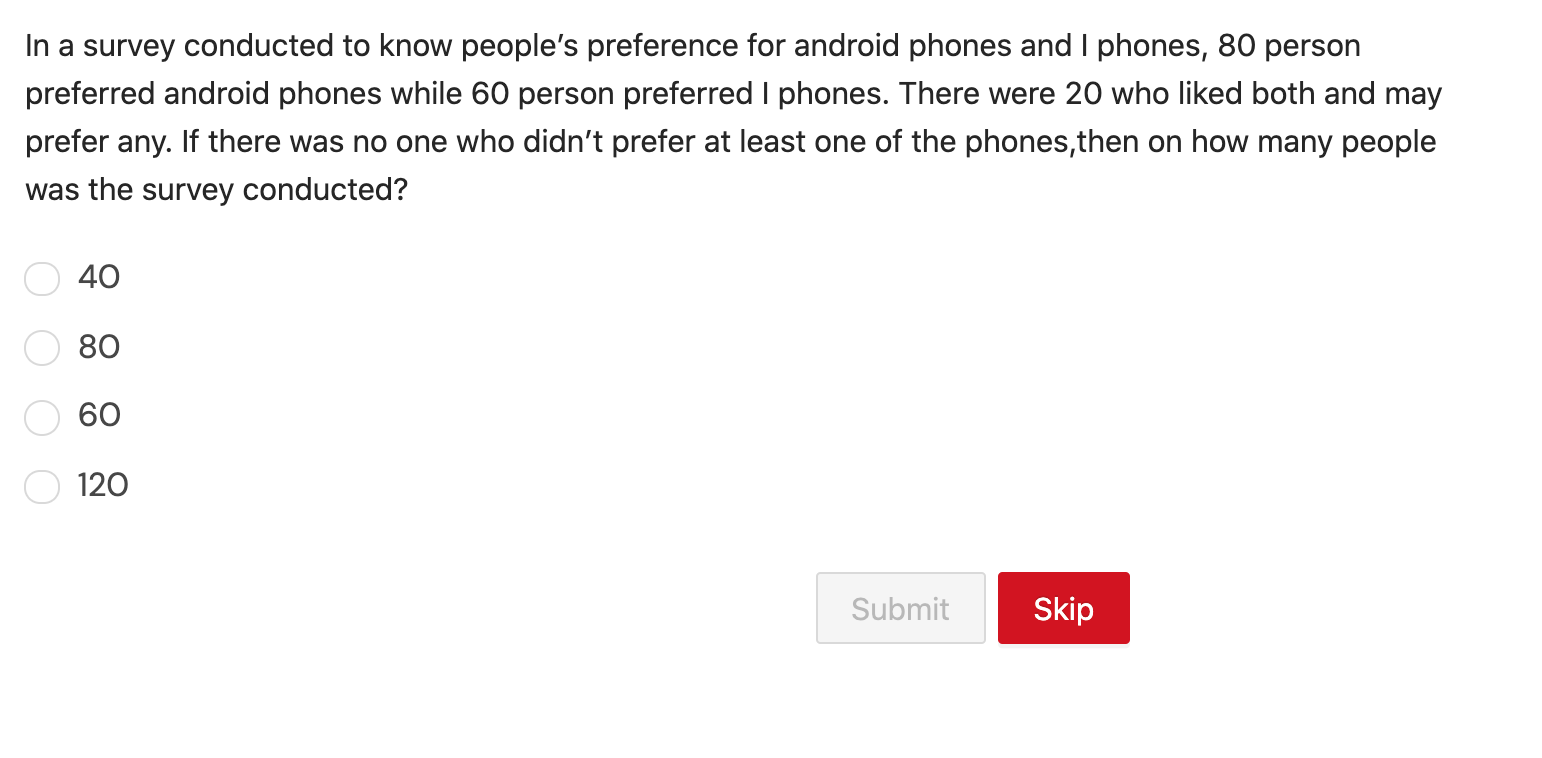 In a survey conducted to know people’s preference for android phones and I phones, 80 person
preferred android phones while 60 person preferred I phones. There were 20 who liked both and may
prefer any. If there was no one who didn’t prefer at least one of the phones,then on how many people
was the survey conducted?
40
80
60
120
Submit Skip